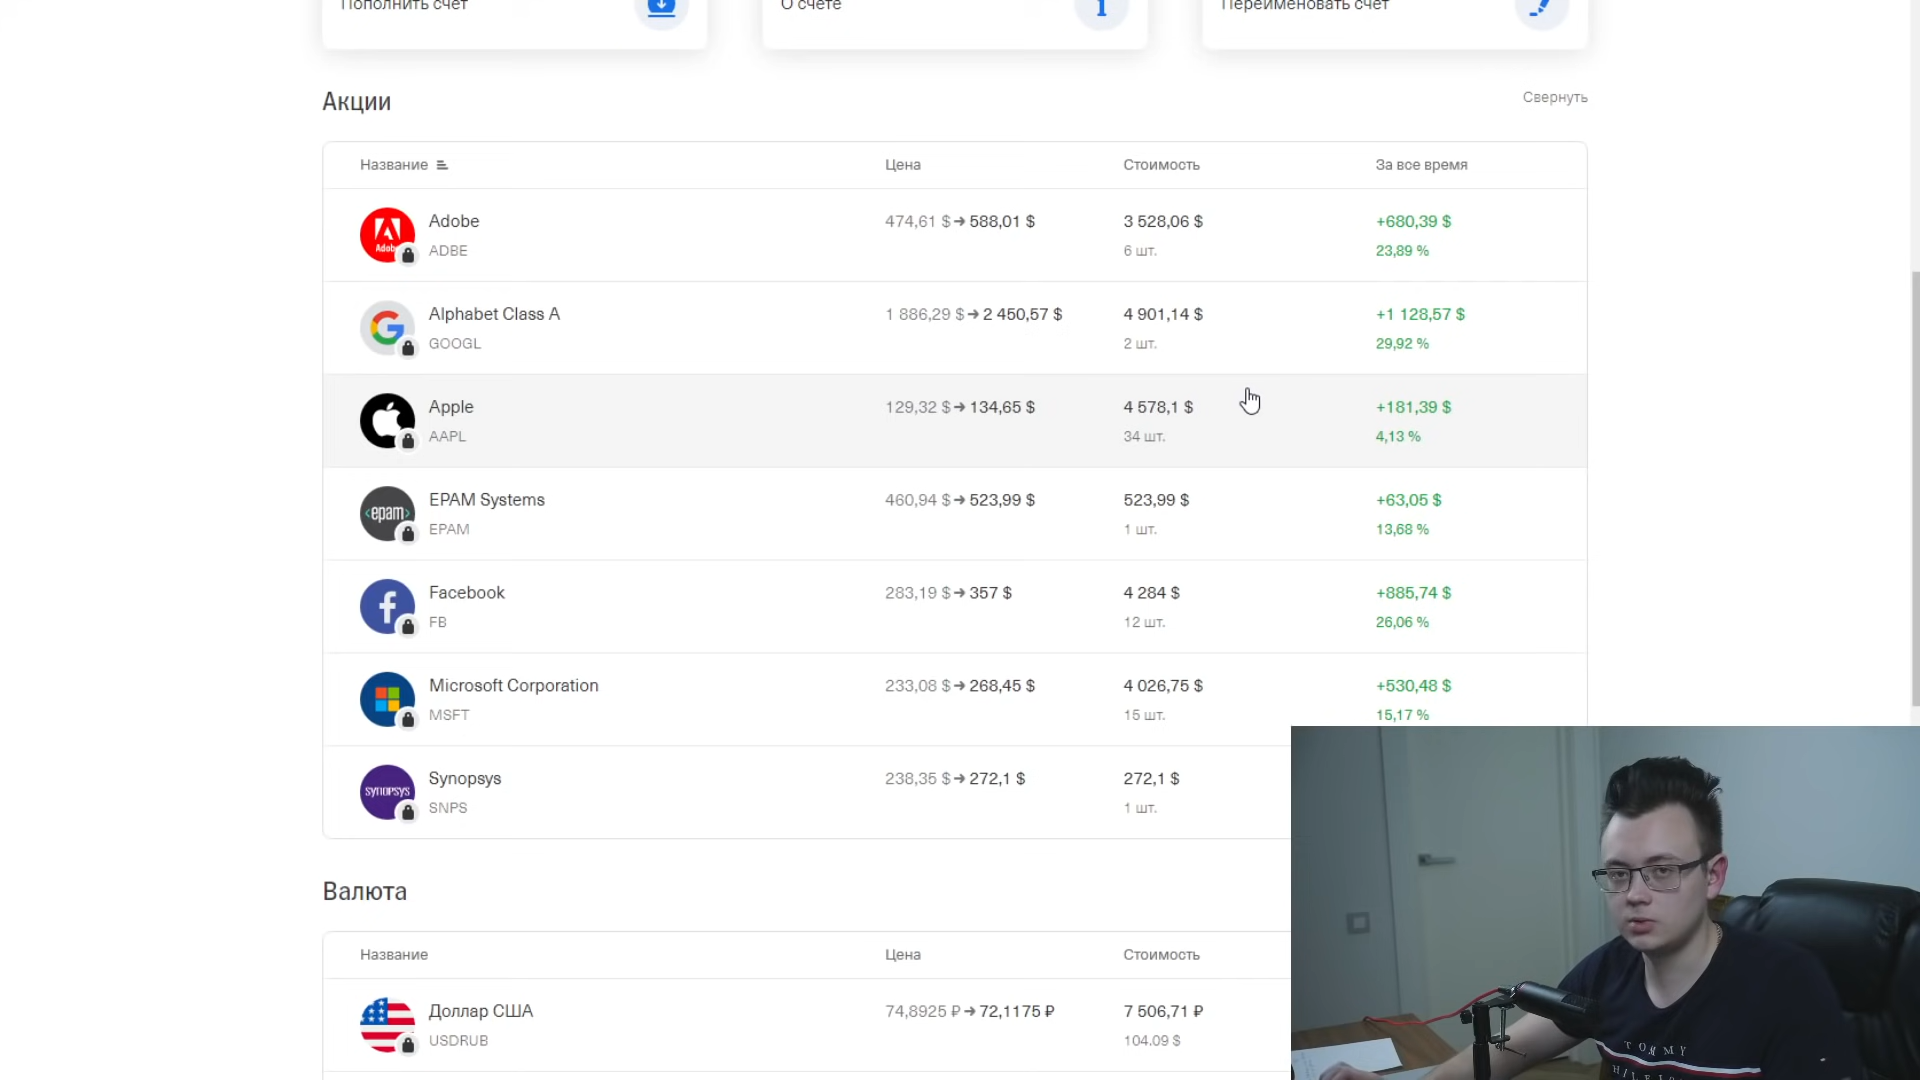 Пополнить счет
О счете
Переименовать счет
Акции
Свернуть
Название
Цена
Стоимость
За все время
Adobe
Adobe
ADBE
474,61 $ → 588,01 $
3 528,06 $
6 шт.
+680,39 $
23,89 %
G
Alphabet Class A
GOOGL
1 886,29 $ → 2 450,57 $
4 901,14 $
2 шт.
+1 128,57 $
29,92 %
Apple
AAPL
129,32 $ → 134,65 $
4 578,1 $
34 шт.
+181,39 $
4,13 %
<epam>
EPAM Systems
EPAM
460,94 $ → 523,99 $
523,99 $
1 шт.
+63,05 $
13,68 %
f
Facebook
FB
283,19 $ → 357 $
4 284 $
12 шт.
+885,74 $
26,06 %
Microsoft Corporation
MSFT
233,08 $ → 268,45 $
4 026,75 $
15 шт.
+530,48 $
15,17 %
SYNOPSYS
Synopsys
SNPS
238,35 $ → 272,1 $
272,1 $
1 шт.
Валюта
Название
Цена
Стоимость
Доллар США
USDRUB
74,8925 ₽ → 72,1175 ₽
7 506,71 ₽
104.09 $
TOMMY